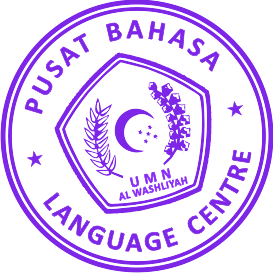 PUSAT BAHASA
UMN
AL WASHLIYAH
LANGUAGE CENTRE